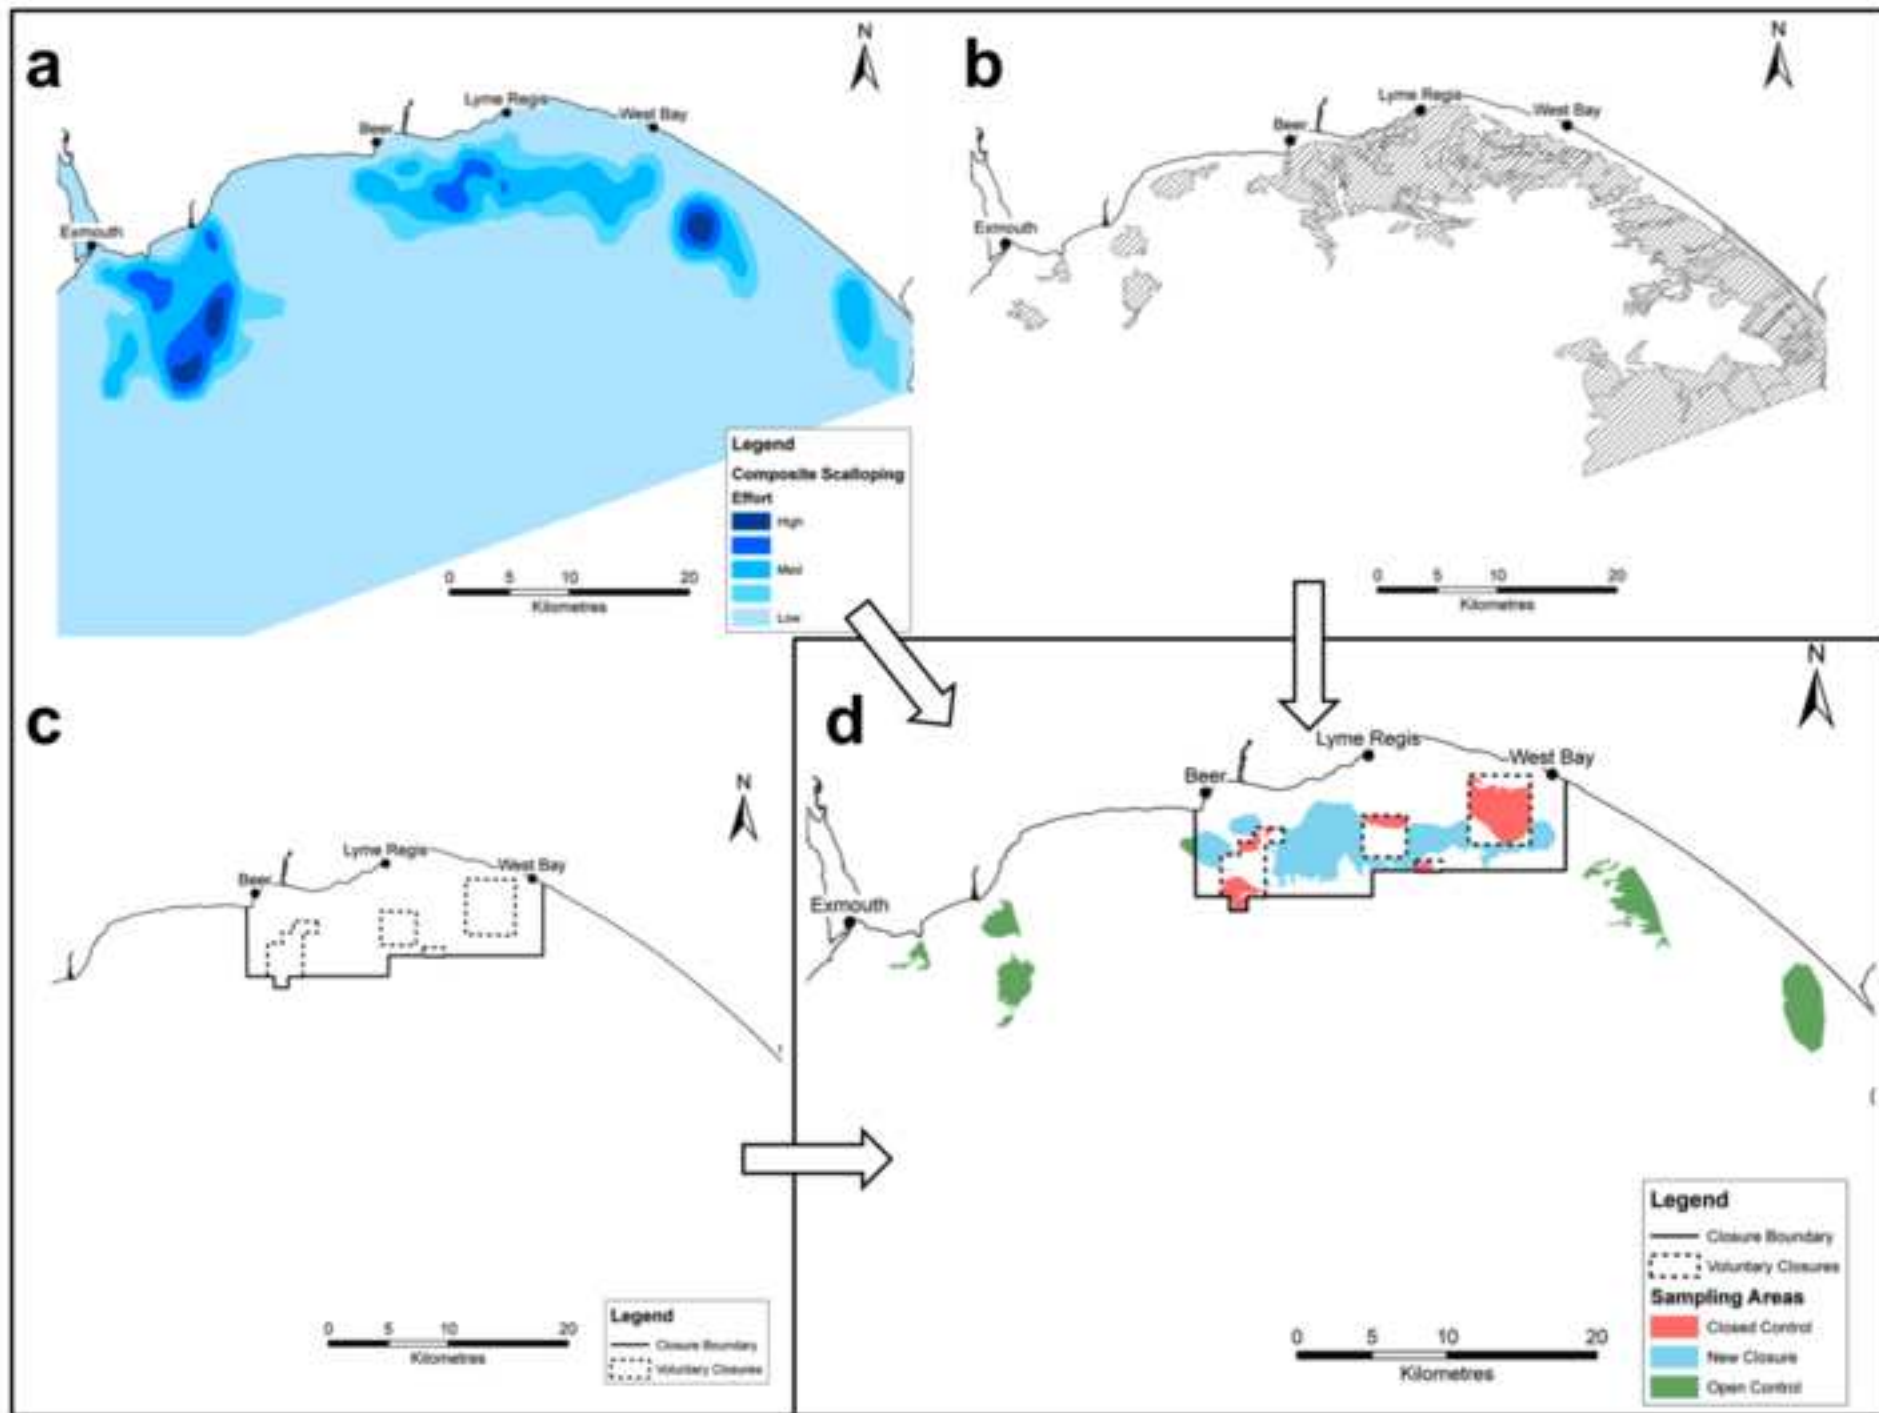 a
N
Lyme Regis
West Bay
Beer
Exmouth
Legend
Composite Scalloping
Effort
High
Med
Low
0 5 10 20
Kilometres
b
N
Lyme Regis
West Bay
Beer
Exmouth
0 5 10 20
Kilometres
c
N
Lyme Regis
West Bay
Beer
Legend
Closure Boundary
Voluntary Closures
0 5 10 20
Kilometres
d
N
Lyme Regis
West Bay
Beer
Exmouth
Legend
Closure Boundary
Voluntary Closures
Sampling Areas
Closed Control
New Closure
Open Control
0 5 10 20
Kilometres